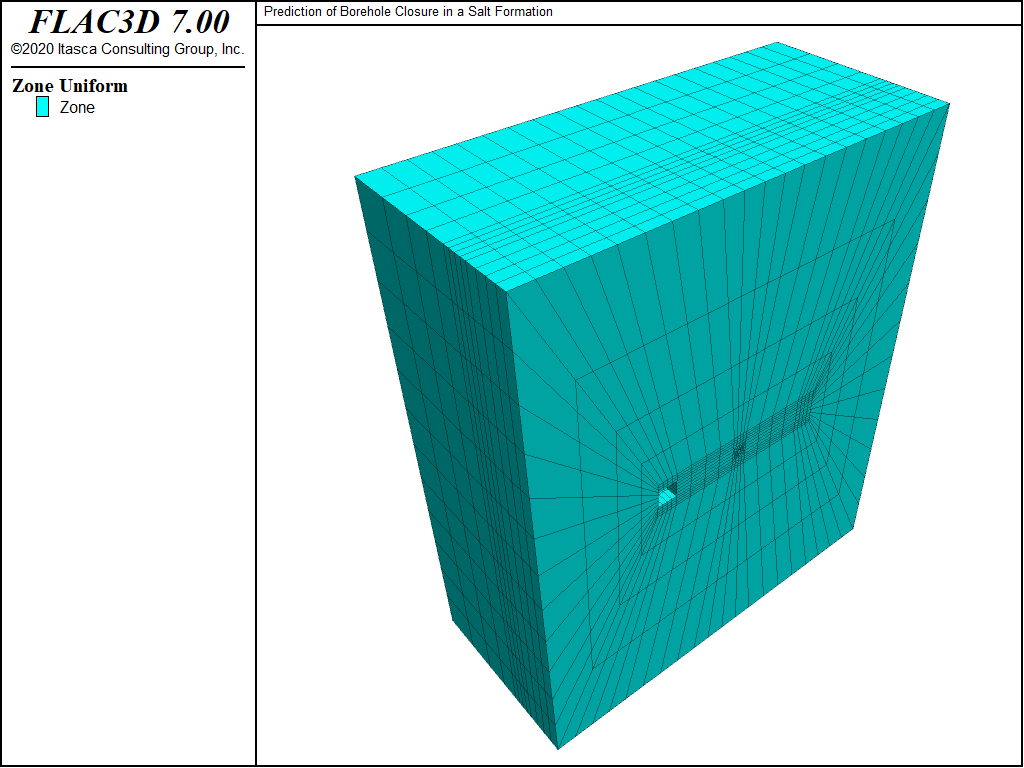 FLAC3D 7.00
©2020 Itasca Consulting Group, Inc.
Zone Uniform
Zone
Prediction of Borehole Closure in a Salt Formation